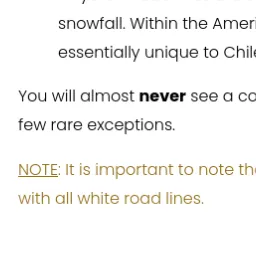 snowfall. Within the Ameri
essentially unique to Chile
You will almost never see a co
few rare exceptions.
NOTE: It is important to note tha
with all white road lines.